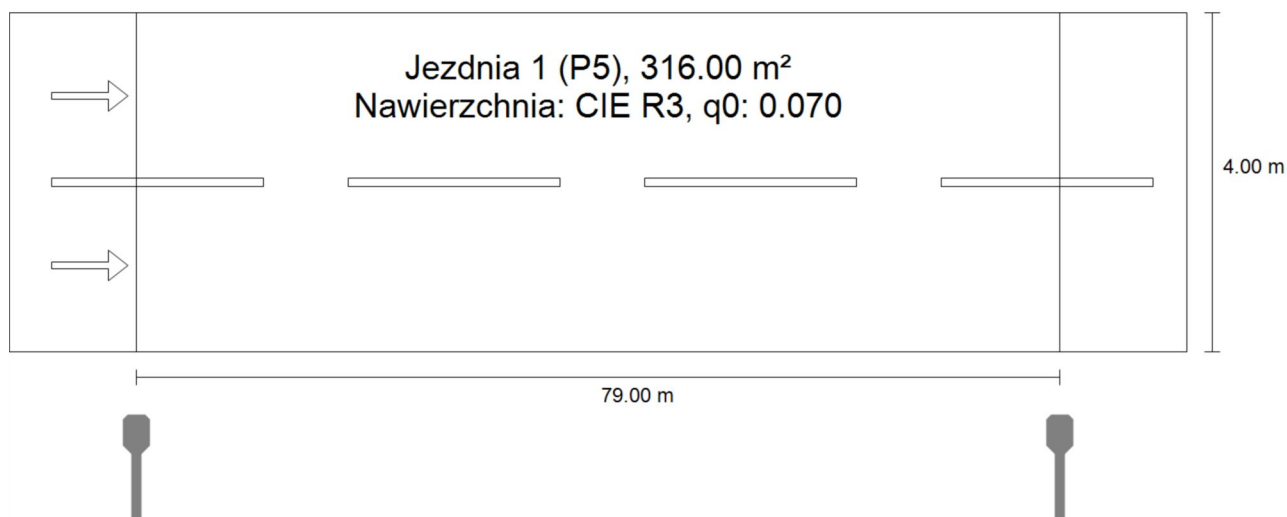 Jezdnia 1 (P5), 316.00 m²
Nawierzchnia: CIE R3, q0: 0.070
4.00 m
79.00 m